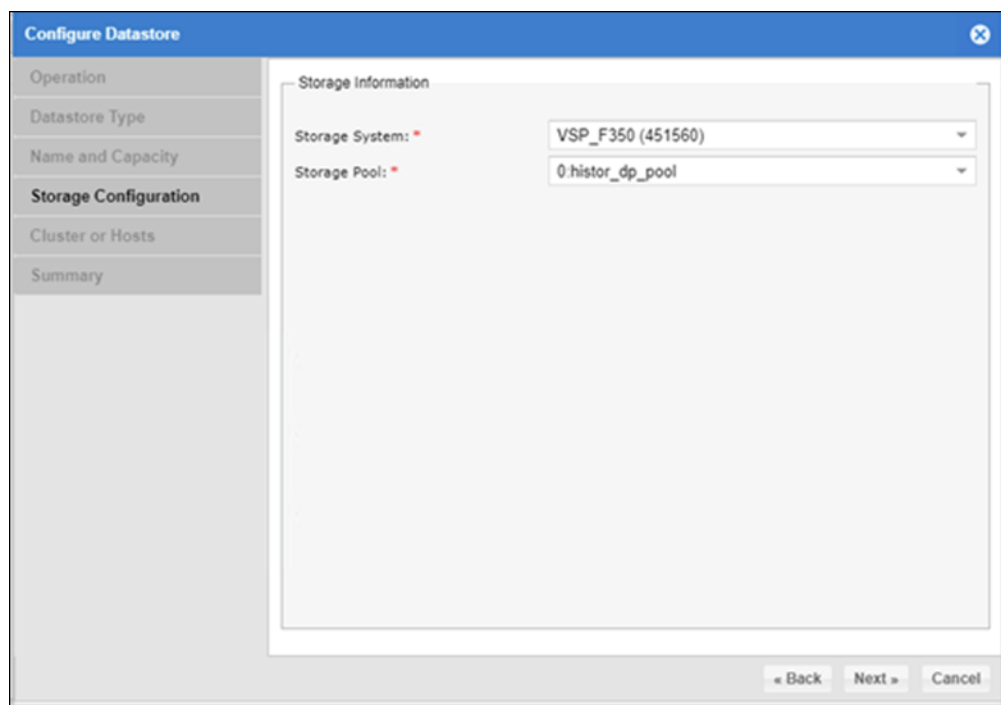 Configure Datastore
Operation
Datastore Type
Name and Capacity
Storage Configuration
Cluster or Hosts
Summary
Storage Information
Storage System: * VSP_F350 (451560)
Storage Pool: * 0:histor_dp_pool
« Back Next » Cancel